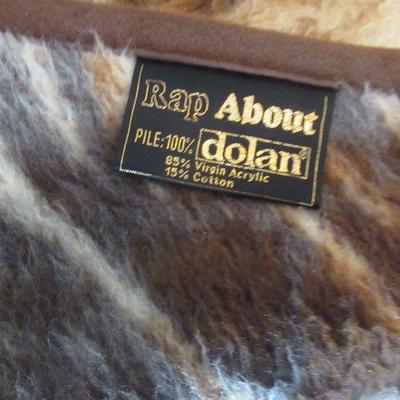 Rap About
PILE:100% dolan
85% Virgin Acrylic
15% Cotton